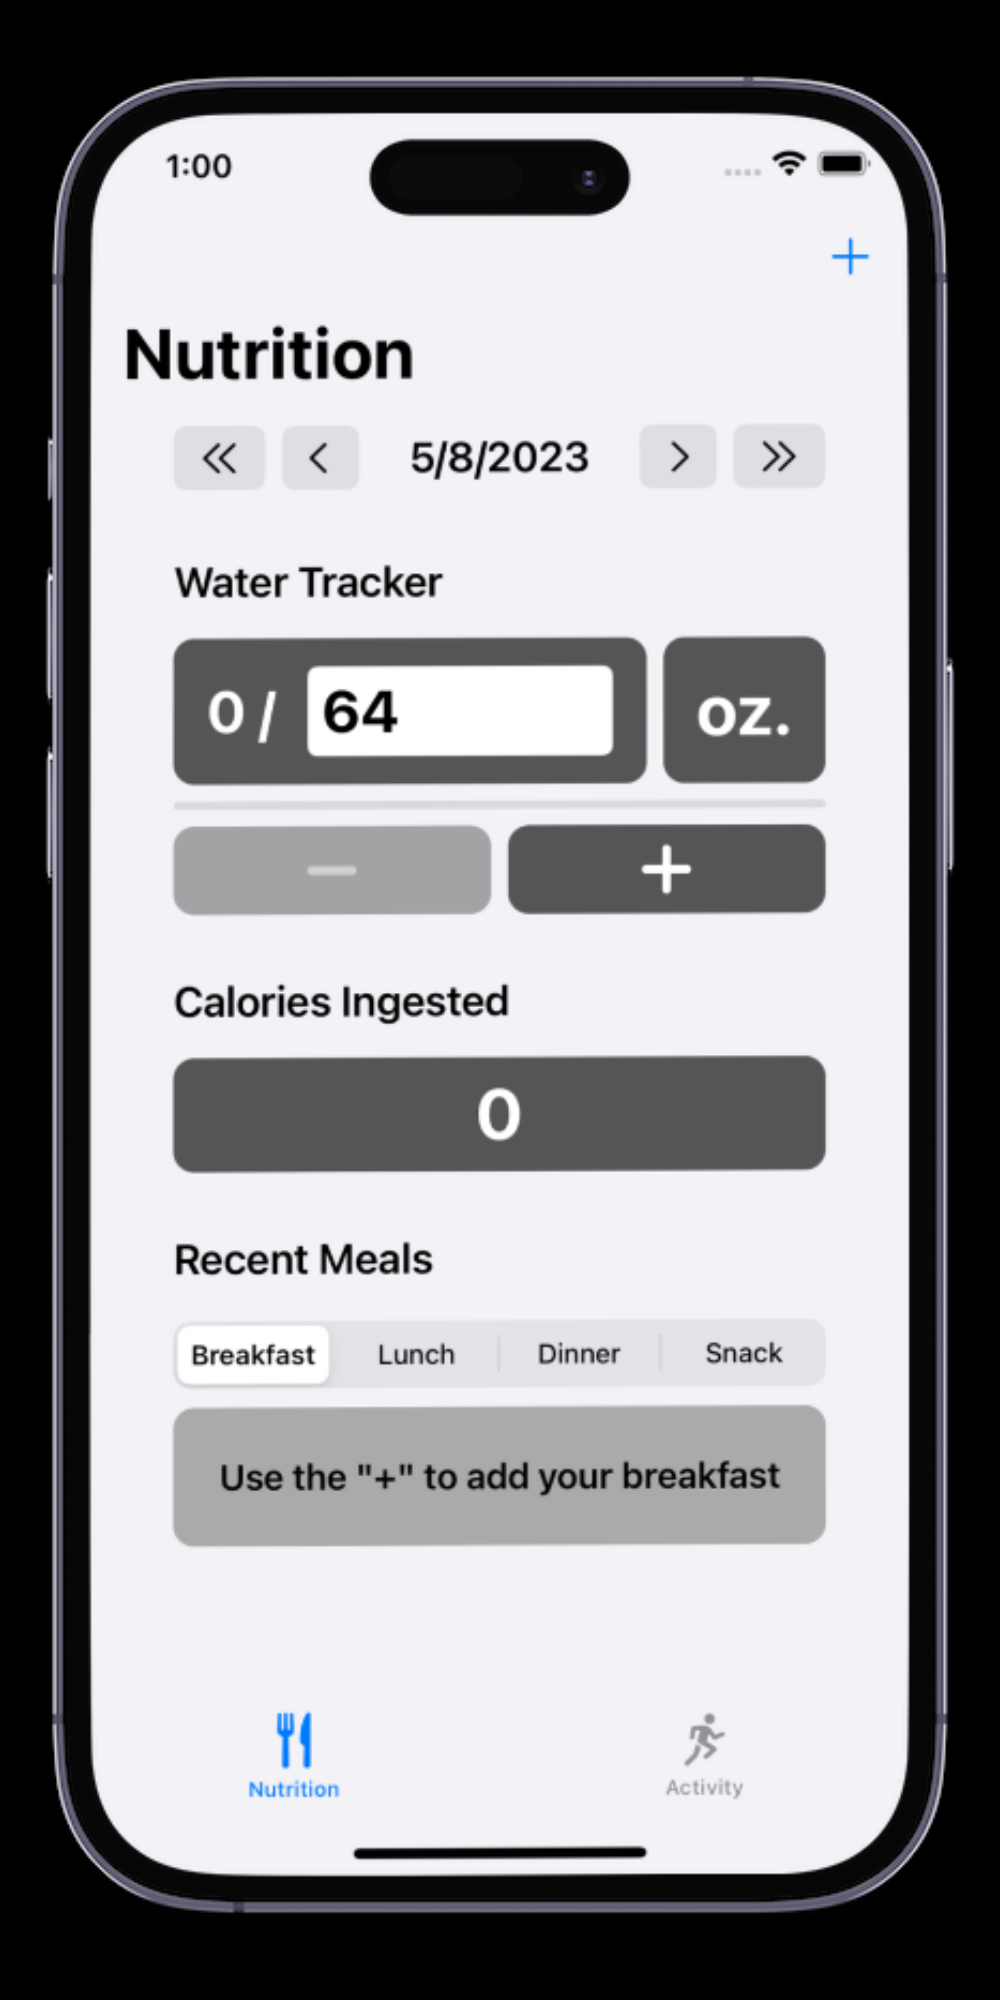 1:00
Nutrition
5/8/2023
Water Tracker
0 / 64 oz.
Calories Ingested
0
Recent Meals
Breakfast Lunch Dinner Snack
Use the "+" to add your breakfast
Nutrition Activity